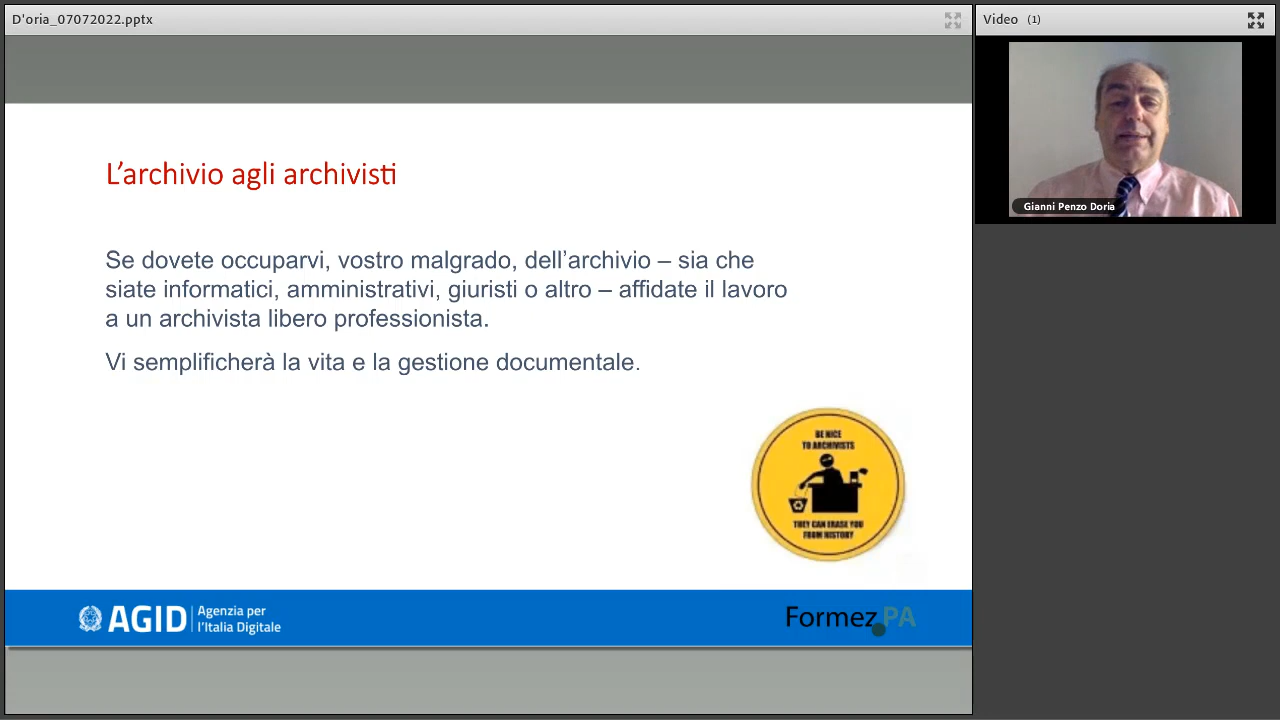 D'oria_07072022.pptx
Video (1)
Gianni Penzo Doria
L'archivio agli archivisti
Se dovete occuparvi, vostro malgrado, dell'archivio – sia che
siate informatici, amministrativi, giuristi o altro – affidate il lavoro
a un archivista libero professionista.
Vi semplificherà la vita e la gestione documentale.
BE NICE
TO ARCHIVISTS
THEY CAN ERASE YOU
FROM HISTORY
AGID
Agenzia per
l'Italia Digitale
Formez PA